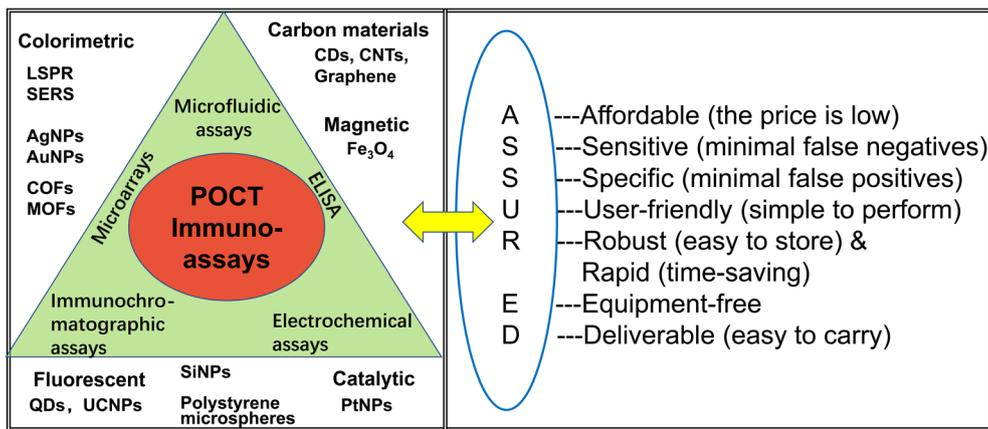 Colorimetric
LSPR
SERS
AgNPs
AuNPs
COFs
MOFs
Carbon materials
CDs, CNTs,
Graphene
Magnetic
Fe₃O₄
Microfluidic
assays
Microarrays
ELISA
POCT
Immuno-
assays
Immunochro-
matographic
assays
Electrochemical
assays
Fluorescent
QDs, UCNPs
SiNPs
Polystyrene
microspheres
Catalytic
PtNPs
A ---Affordable (the price is low)
S ---Sensitive (minimal false negatives)
S ---Specific (minimal false positives)
U ---User-friendly (simple to perform)
R ---Robust (easy to store) &
Rapid (time-saving)
E ---Equipment-free
D ---Deliverable (easy to carry)